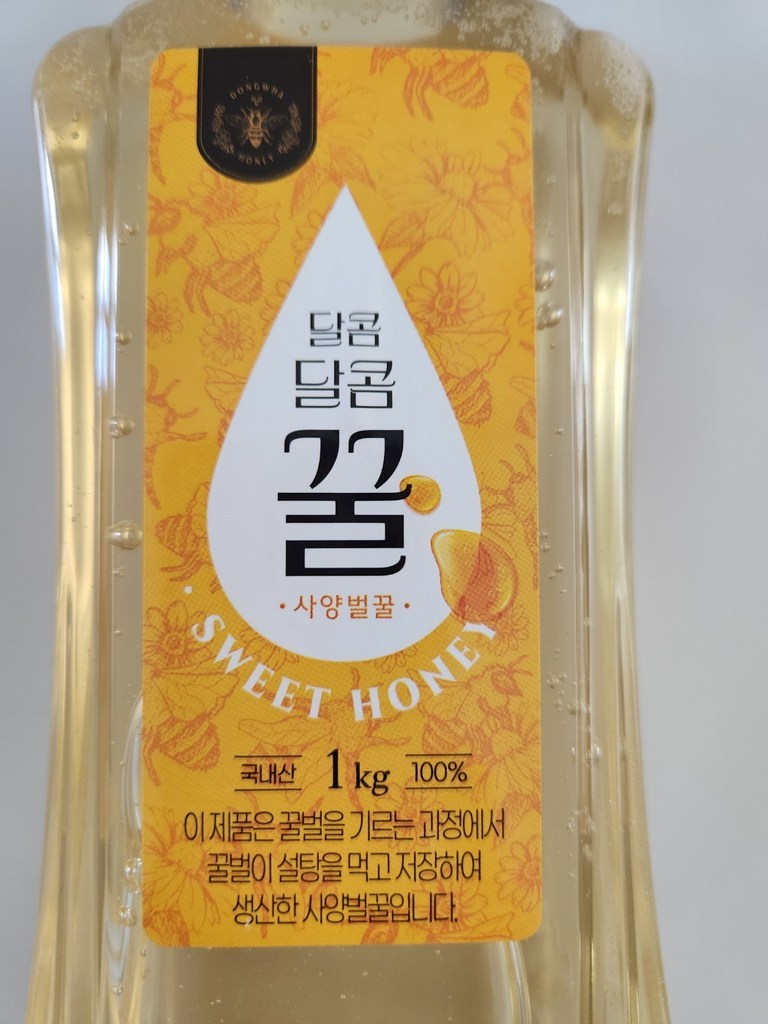 DONGWHA
HONEY
달콤
달콤
꿀
·사양벌꿀·
·SWEET HONEY
국내산 1kg 100%
이 제품은 꿀벌을 기르는 과정에서
꿀벌이 설탕을 먹고 저장하여
생산한 사양벌꿀입니다.